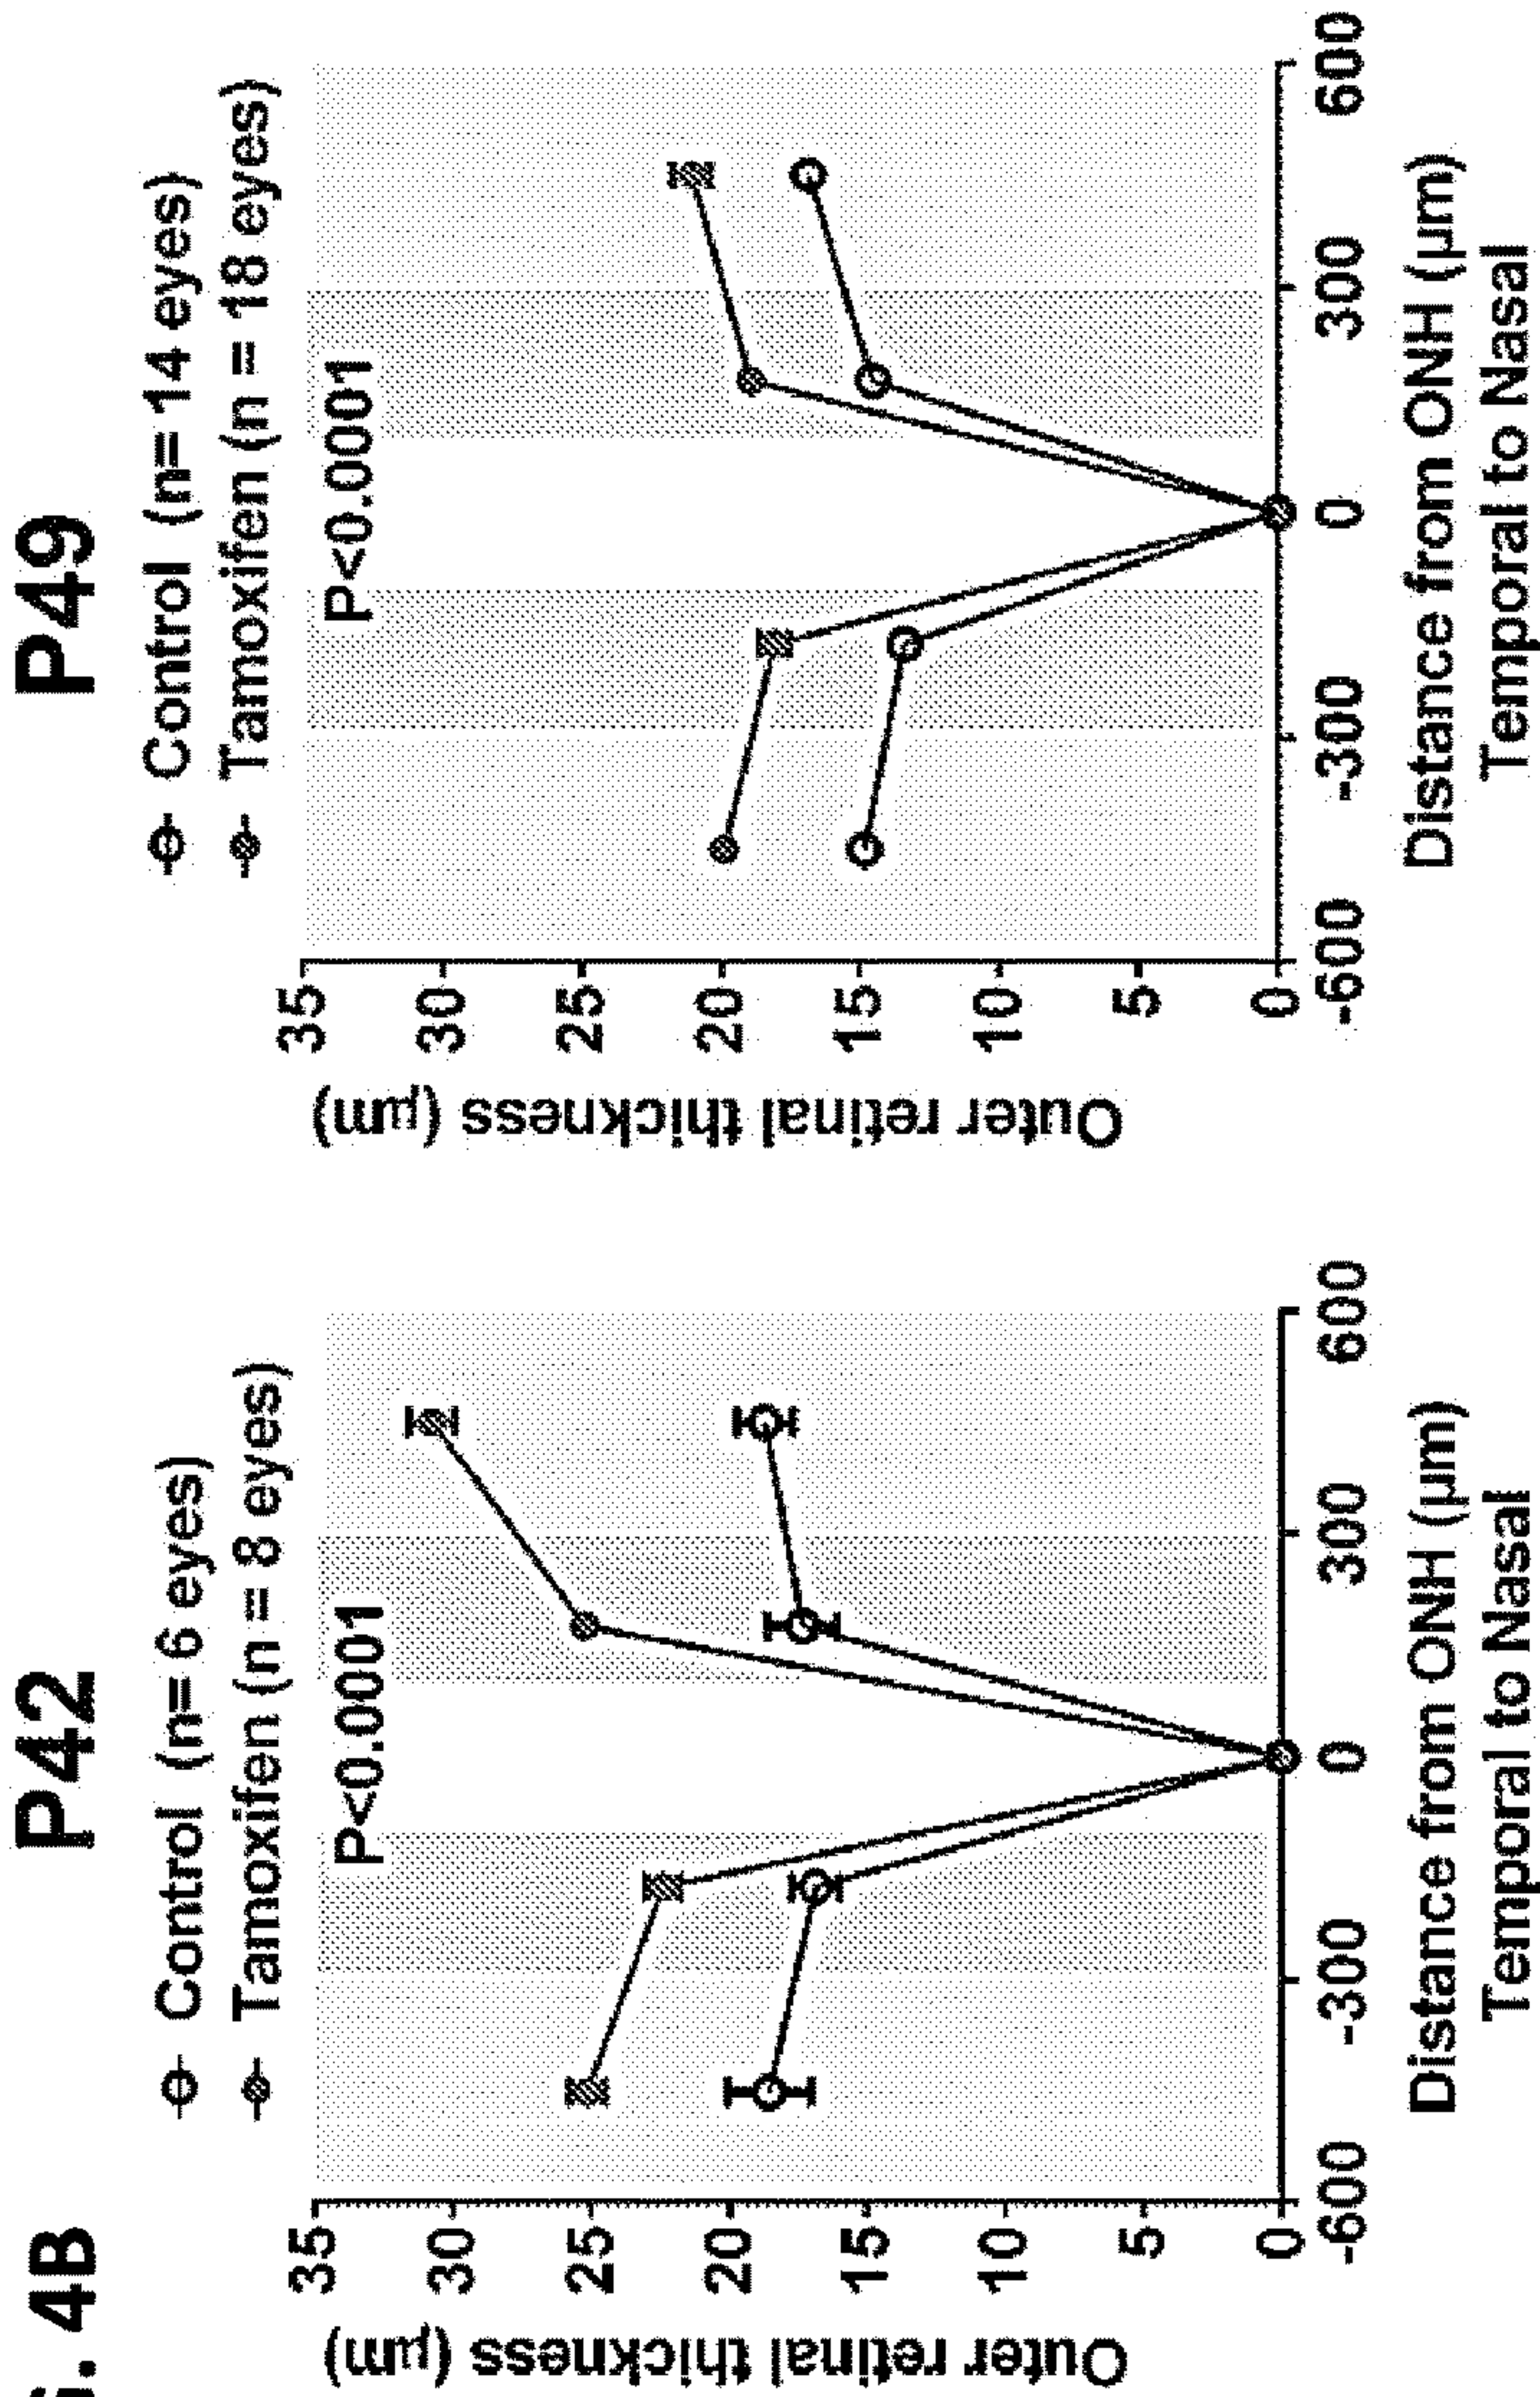 G. 4B
P42
Control (n= 6 eyes)
Tamoxifen (n = 8 eyes)
P<0.0001
Outer retinal thickness (µm)
35
30
25
20
15
10
5
0
-600
-300
0
300
600
Distance from ONH (µm)
Temporal to Nasal
P49
Control (n= 14 eyes)
Tamoxifen (n = 18 eyes)
P<0.0001
Outer retinal thickness (µm)
35
30
25
20
15
10
5
0
-600
-300
0
300
600
Distance from ONH (µm)
Temporal to Nasal